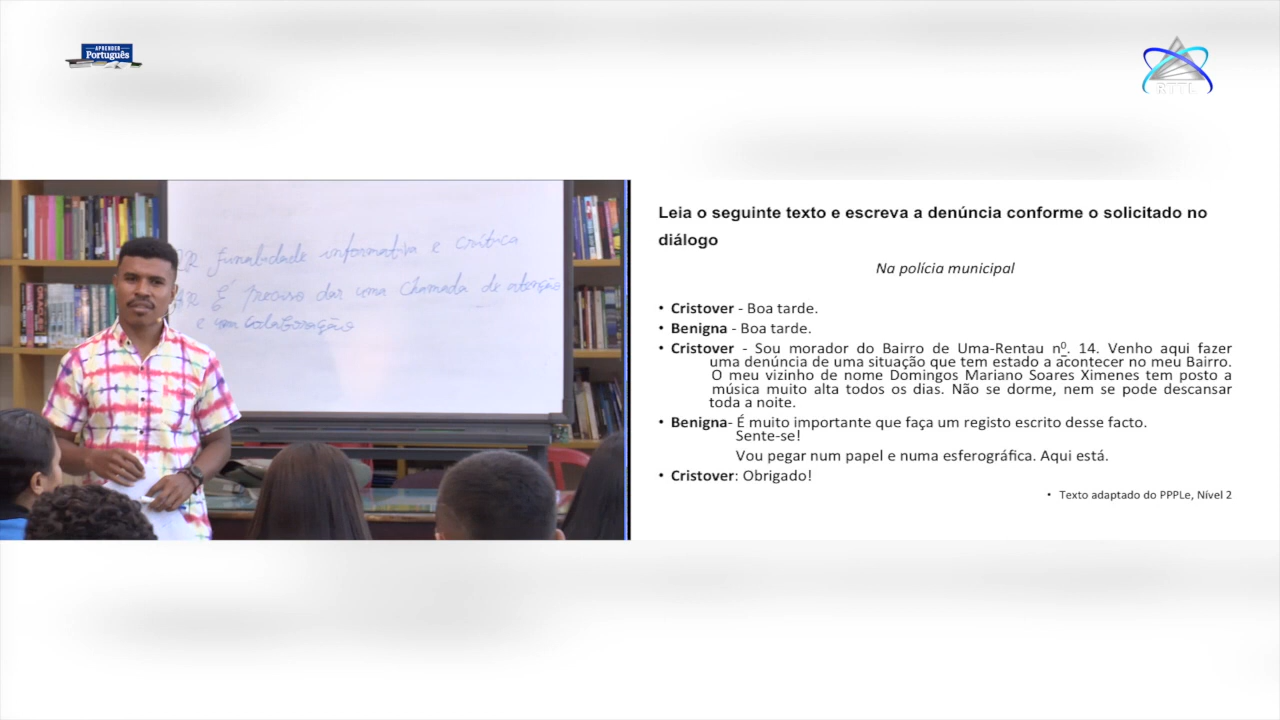 APRENDER
Português
RTTL
R finalidade informativa e crítica
R É preciso dar uma chamada de atenção
e um colaboração
Leia o seguinte texto e escreva a denúncia conforme o solicitado no
diálogo
Na polícia municipal
• Cristover - Boa tarde.
• Benigna - Boa tarde.
• Cristover - Sou morador do Bairro de Uma-Rentau nº. 14. Venho aqui fazer
uma denúncia de uma situação que tem estado a acontecer no meu Bairro.
O meu vizinho de nome Domingos Mariano Soares Ximenes tem posto a
música muito alta todos os dias. Não se dorme, nem se pode descansar
toda a noite.
• Benigna- É muito importante que faça um registo escrito desse facto.
Sente-se!
Vou pegar num papel e numa esferográfica. Aqui está.
• Cristover: Obrigado!
• Texto adaptado do PPPLe, Nível 2